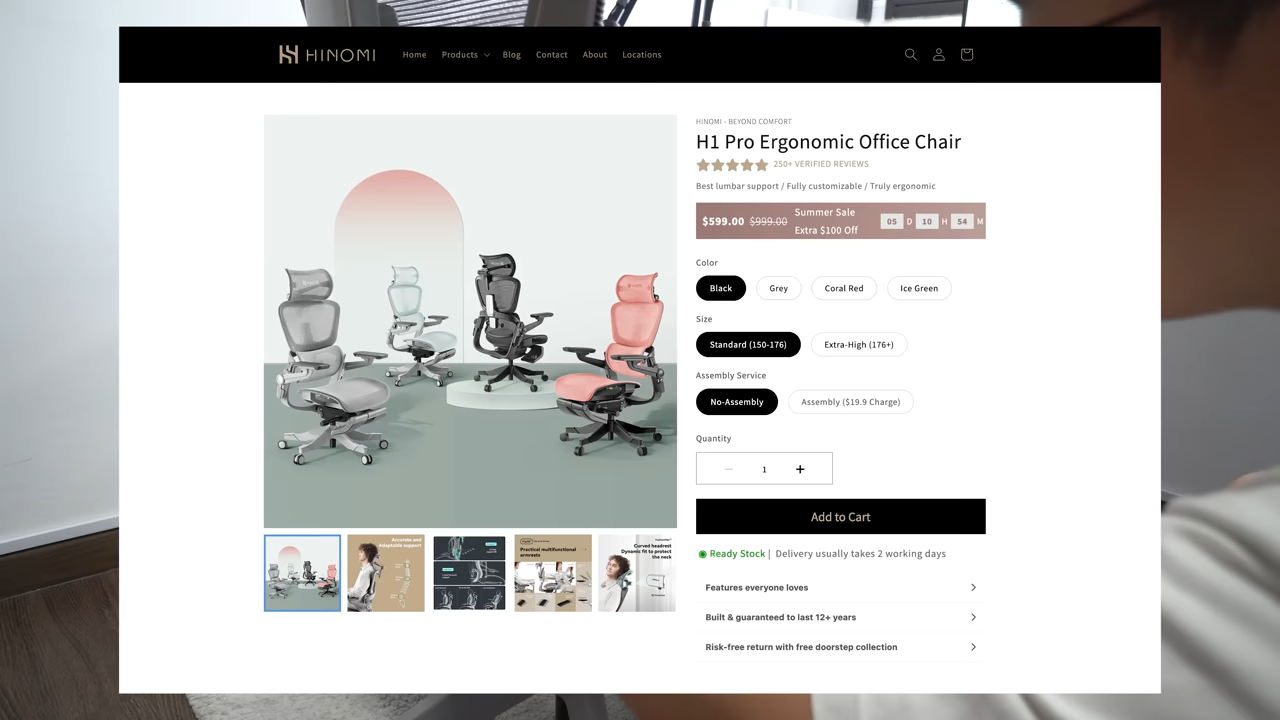 HINOMI
Home Products Blog Contact About Locations
HINOMI - BEYOND COMFORT
H1 Pro Ergonomic Office Chair
250+ VERIFIED REVIEWS
Best lumbar support / Fully customizable / Truly ergonomic
$599.00 $999.00 Summer Sale
Extra $100 Off
05 D 10 H 54 M
Color
Black Grey Coral Red Ice Green
Size
Standard (150-176) Extra-High (176+)
Assembly Service
No-Assembly Assembly ($19.9 Charge)
Quantity
1
Add to Cart
Ready Stock | Delivery usually takes 2 working days
Features everyone loves
Built & guaranteed to last 12+ years
Risk-free return with free doorstep collection
Accurate and
Adaptable support
Practical multifunctional
armrests
Curved headrest
Dynamic fit to protect
the neck